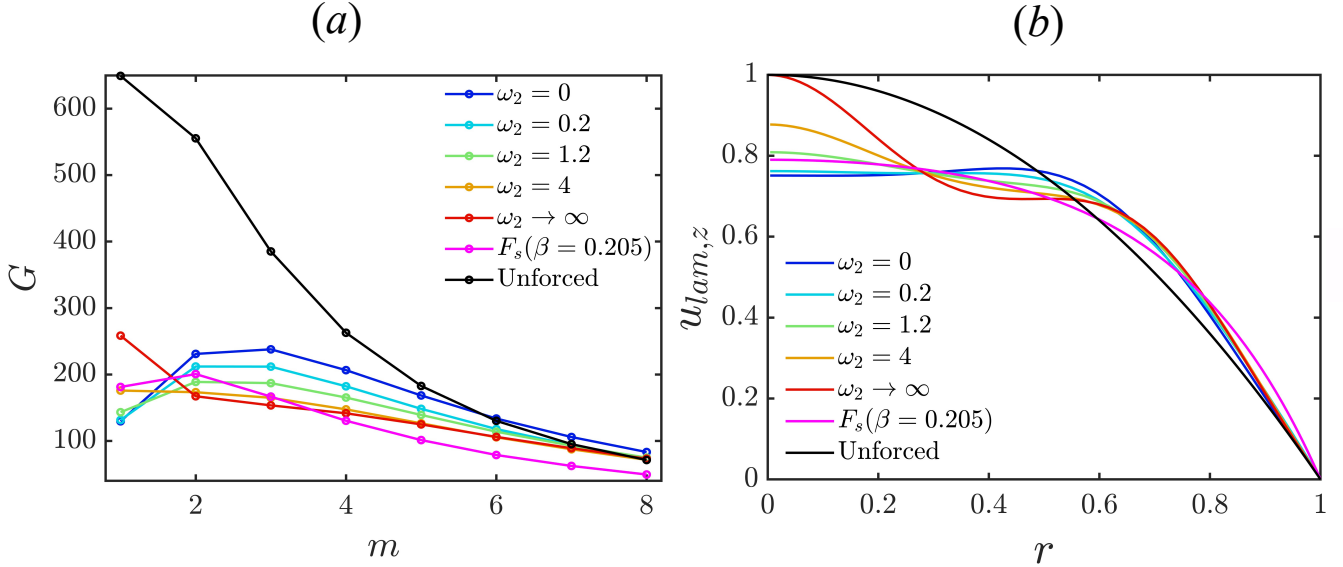 (a)
600
500
400
300
200
100
G
2
4
6
8
m
ω₂ = 0
ω₂ = 0.2
ω₂ = 1.2
ω₂ = 4
ω₂ → ∞
Fₛ(β = 0.205)
Unforced
(b)
1
0.8
0.6
0.4
0.2
0
u_{lam,z}
0
0.2
0.4
0.6
0.8
1
r
ω₂ = 0
ω₂ = 0.2
ω₂ = 1.2
ω₂ = 4
ω₂ → ∞
Fₛ(β = 0.205)
Unforced